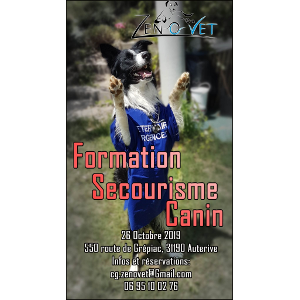 ZEN'O'VET
Formation
Secourisme
Canin
26 Octobre 2019
550 route de Grépiac, 31190 Auterive
Infos et réservations:
cg.zenovet@Gmail.com
06 95 10 02 76